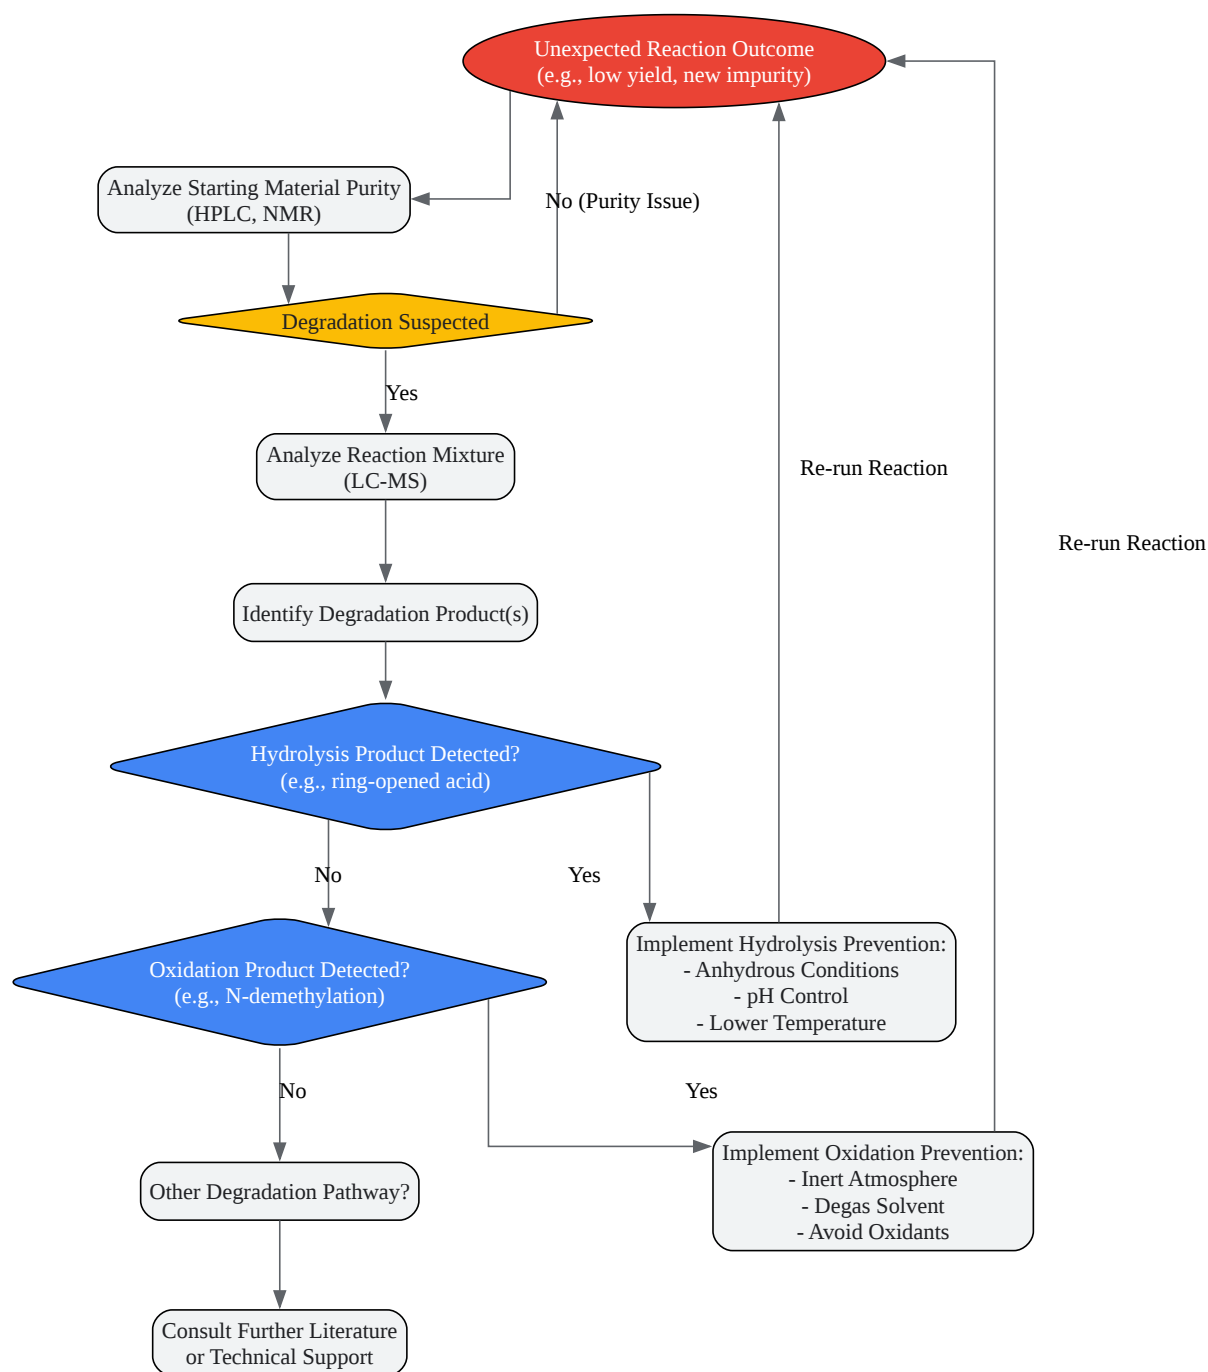 Unexpected Reaction Outcome
(e.g., low yield, new impurity)
Analyze Starting Material Purity
(HPLC, NMR)
No (Purity Issue)
Degradation Suspected
Yes
Analyze Reaction Mixture
(LC-MS)
Re-run Reaction
Re-run Reaction
Identify Degradation Product(s)
Hydrolysis Product Detected?
(e.g., ring-opened acid)
No
Yes
Implement Hydrolysis Prevention:
- Anhydrous Conditions
- pH Control
- Lower Temperature
Oxidation Product Detected?
(e.g., N-demethylation)
No
Yes
Implement Oxidation Prevention:
- Inert Atmosphere
- Degas Solvent
- Avoid Oxidants
Other Degradation Pathway?
Consult Further Literature
or Technical Support